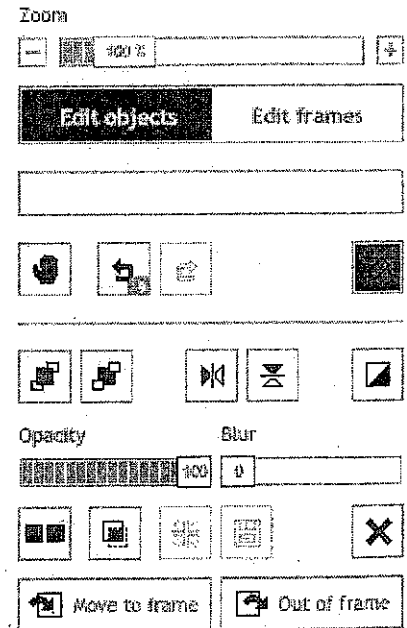 Zoom
100 %
Edit objects
Edit frames
Opacity
Blur
100
0
Move to frame
Out of frame